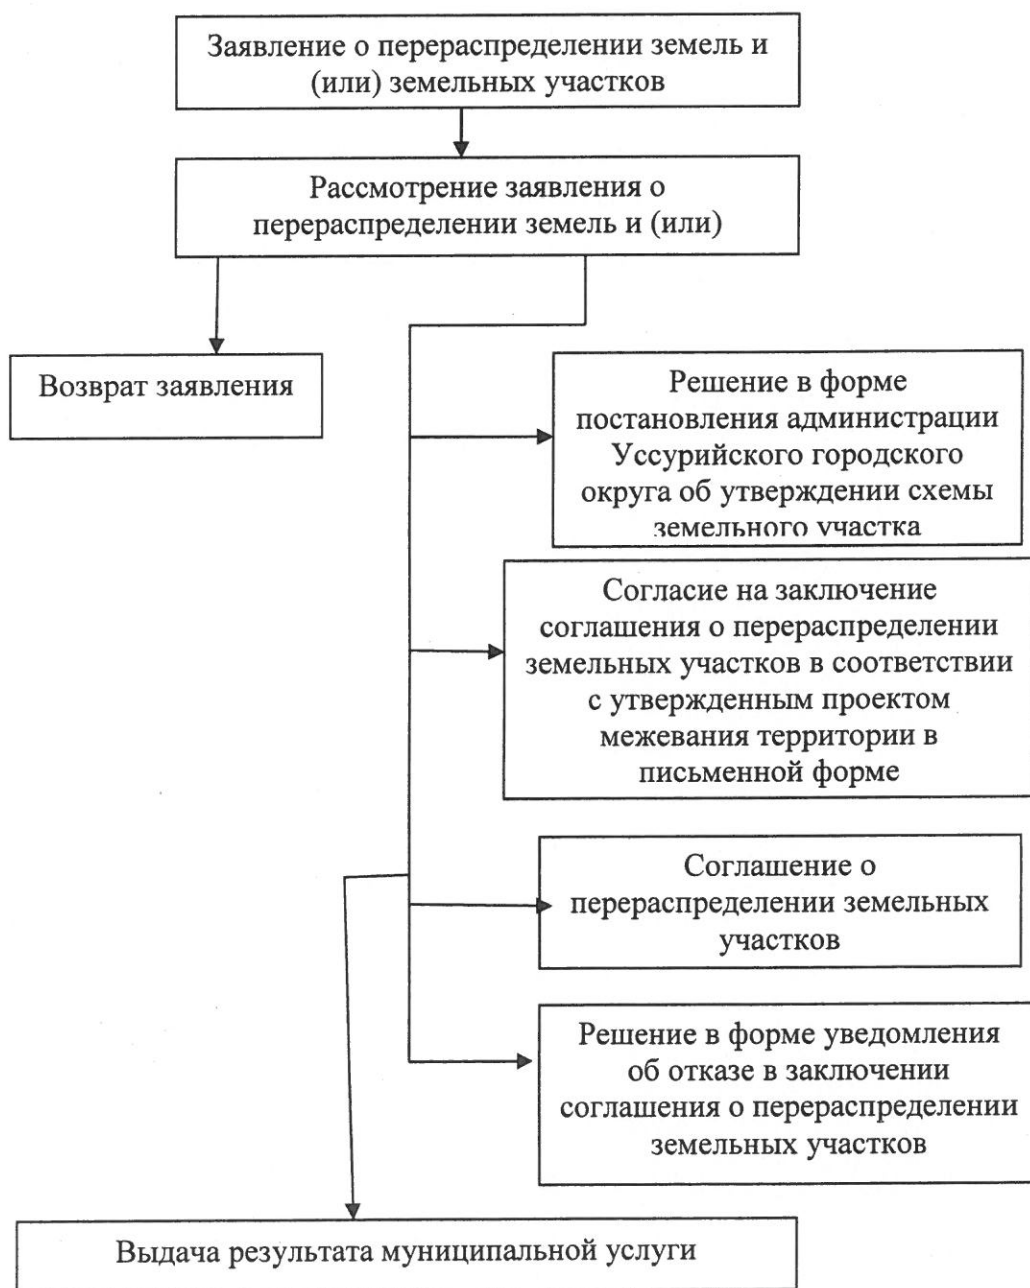 Заявление о перераспределении земель и
(или) земельных участков
Рассмотрение заявления о
перераспределении земель и (или)
Возврат заявления
Решение в форме
постановления администрации
Уссурийского городского
округа об утверждении схемы
земельного участка
Согласие на заключение
соглашения о перераспределении
земельных участков в соответствии
с утвержденным проектом
межевания территории в
письменной форме
Соглашение о
перераспределении земельных
участков
Решение в форме уведомления
об отказе в заключении
соглашения о перераспределении
земельных участков
Выдача результата муниципальной услуги